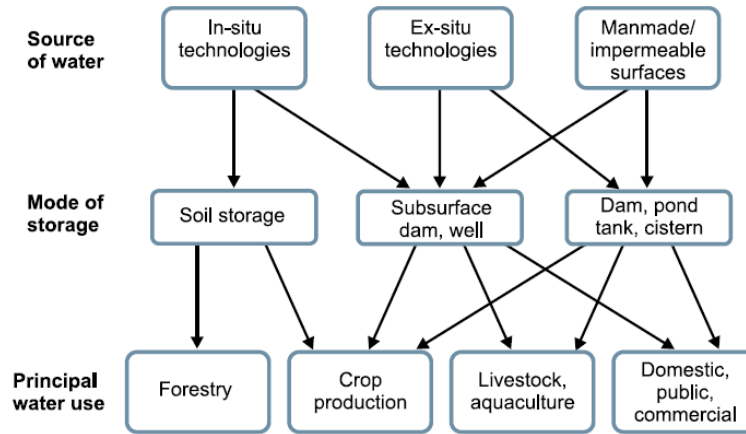 Source
of water
In-situ
technologies
Ex-situ
technologies
Manmade/
impermeable
surfaces
Mode of
storage
Soil storage
Subsurface
dam, well
Dam, pond
tank, cistern
Principal
water use
Forestry
Crop
production
Livestock,
aquaculture
Domestic,
public,
commercial